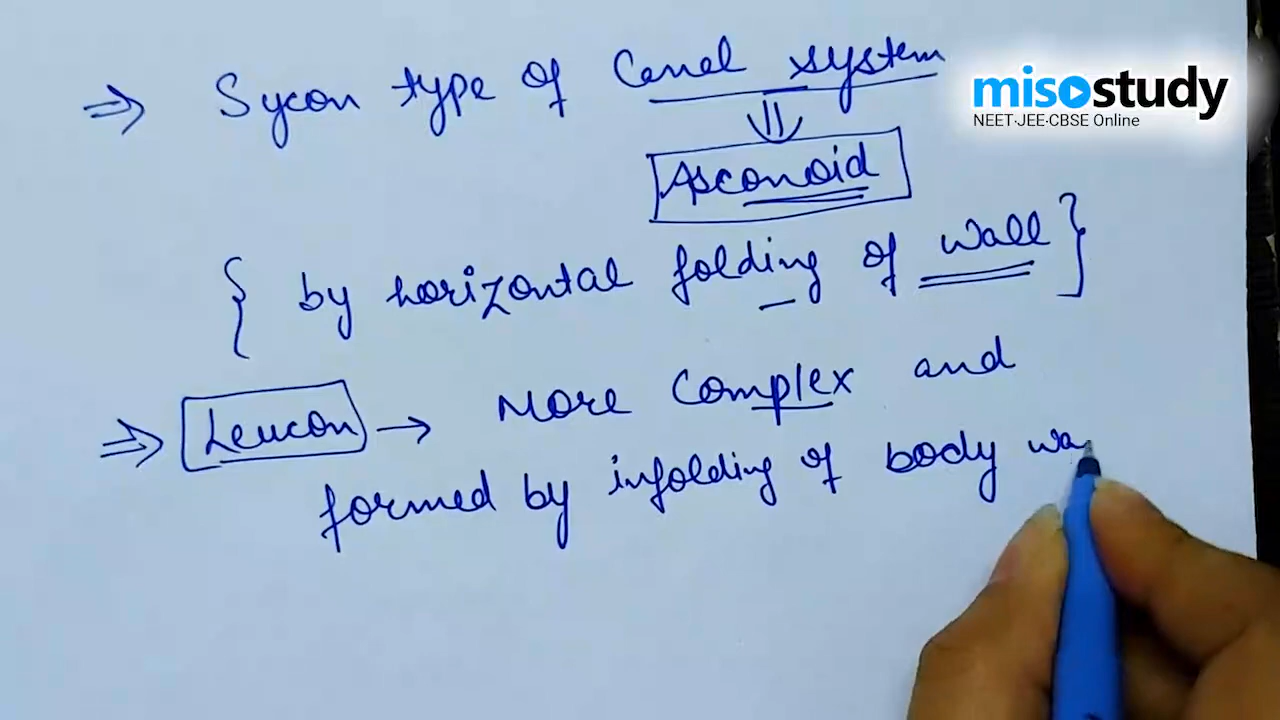 ⇒ Sycon type of Canal system
misostudy
NEET-JEE-CBSE Online
⇓
Asconoid
{ by horizontal folding of wall }
⇒ Leucon → More complex and
formed by infolding of body wa